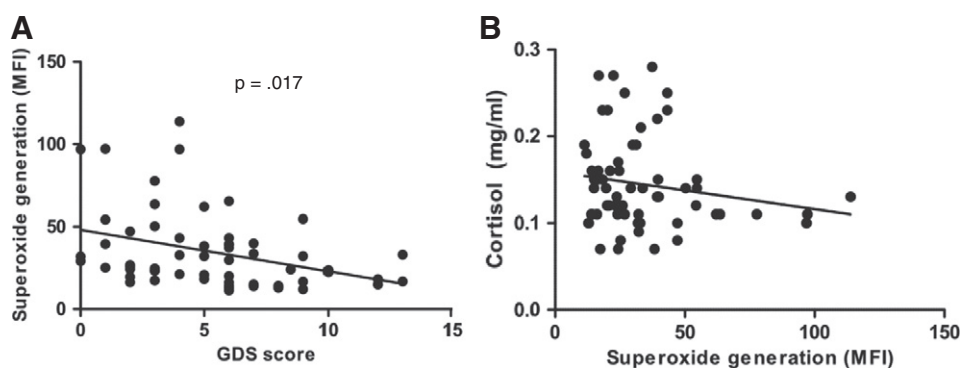 A
Superoxide generation (MFI)
150
100
50
0
p = .017
0 5 10 15
GDS score
B
Cortisol (mg/ml)
0.3
0.2
0.1
0.0
0 50 100 150
Superoxide generation (MFI)